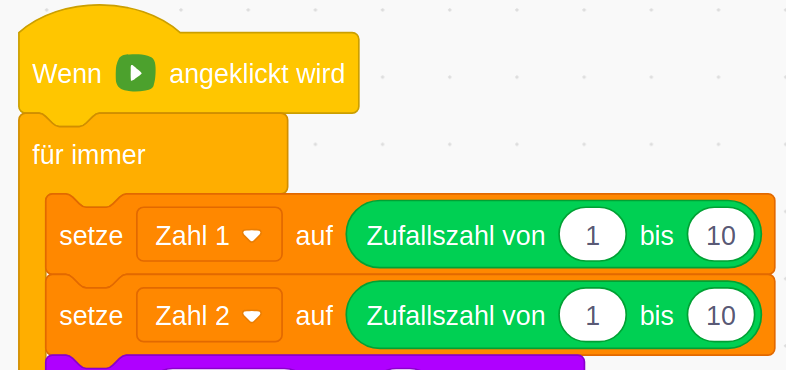 Wenn angeklickt wird
für immer
setze Zahl 1 auf Zufallszahl von 1 bis 10
setze Zahl 2 auf Zufallszahl von 1 bis 10